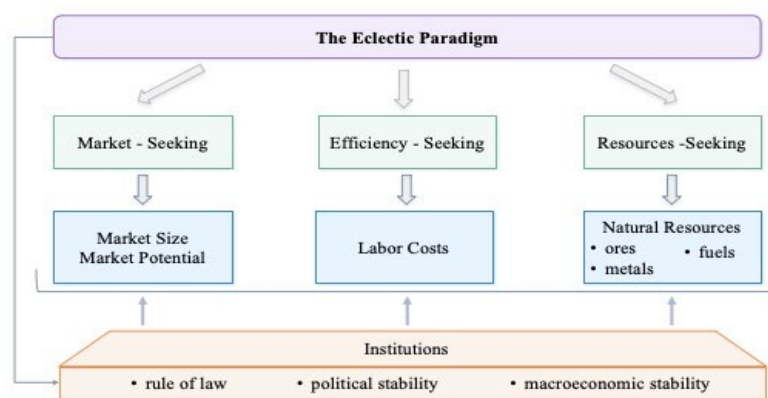 The Eclectic Paradigm
Market - Seeking
Efficiency - Seeking
Resources -Seeking
Market Size
Market Potential
Labor Costs
Natural Resources
• ores
• metals
• fuels
Institutions
• rule of law
• political stability
• macroeconomic stability